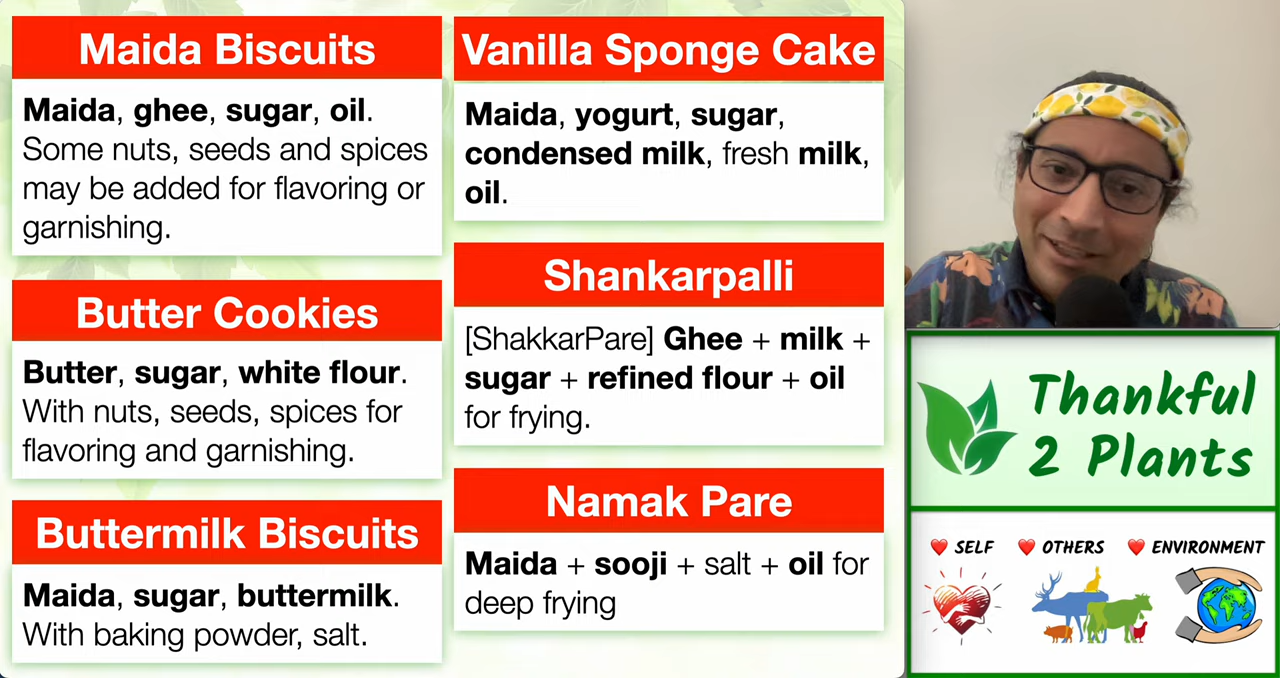 Maida Biscuits
Maida, ghee, sugar, oil.
Some nuts, seeds and spices
may be added for flavoring or
garnishing.
Butter Cookies
Butter, sugar, white flour.
With nuts, seeds, spices for
flavoring and garnishing.
Buttermilk Biscuits
Maida, sugar, buttermilk.
With baking powder, salt.
Vanilla Sponge Cake
Maida, yogurt, sugar,
condensed milk, fresh milk,
oil.
Shankarpalli
[ShakkarPare] Ghee + milk +
sugar + refined flour + oil
for frying.
Namak Pare
Maida + sooji + salt + oil for
deep frying
Thankful
2 Plants
SELF
OTHERS
ENVIRONMENT